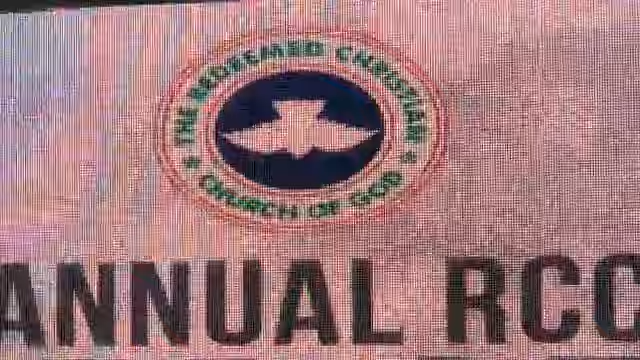 THE REDEEMED CHRISTIAN
CHURCH OF GOD
ANNUAL RCC